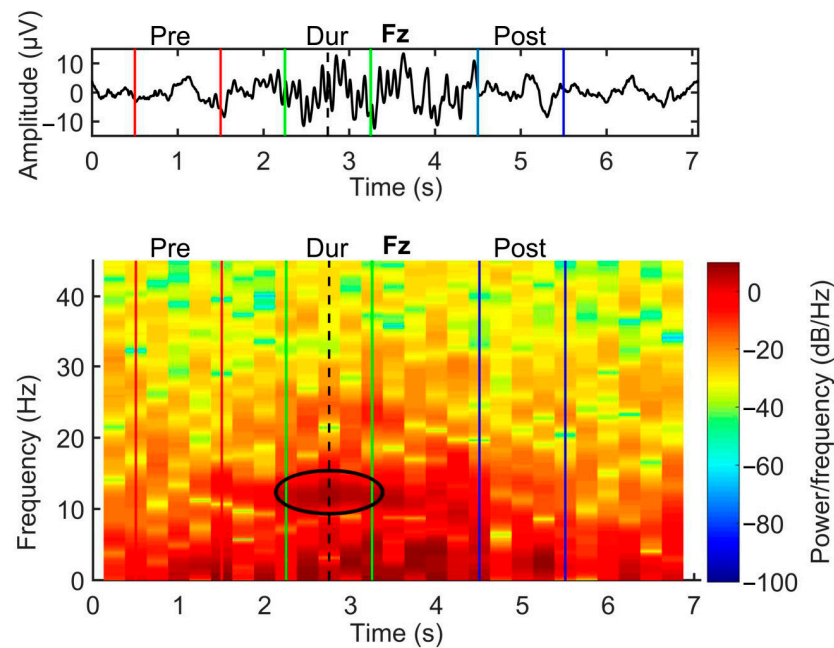 Pre Dur Fz Post
Amplitude (µV)
10
0
−10
0 1 2 3 4 5 6 7
Time (s)
Pre Dur Fz Post
Frequency (Hz)
40
30
20
10
0
0 1 2 3 4 5 6 7
Time (s)
0
−20
−40
−60
−80
−100
Power/frequency (dB/Hz)